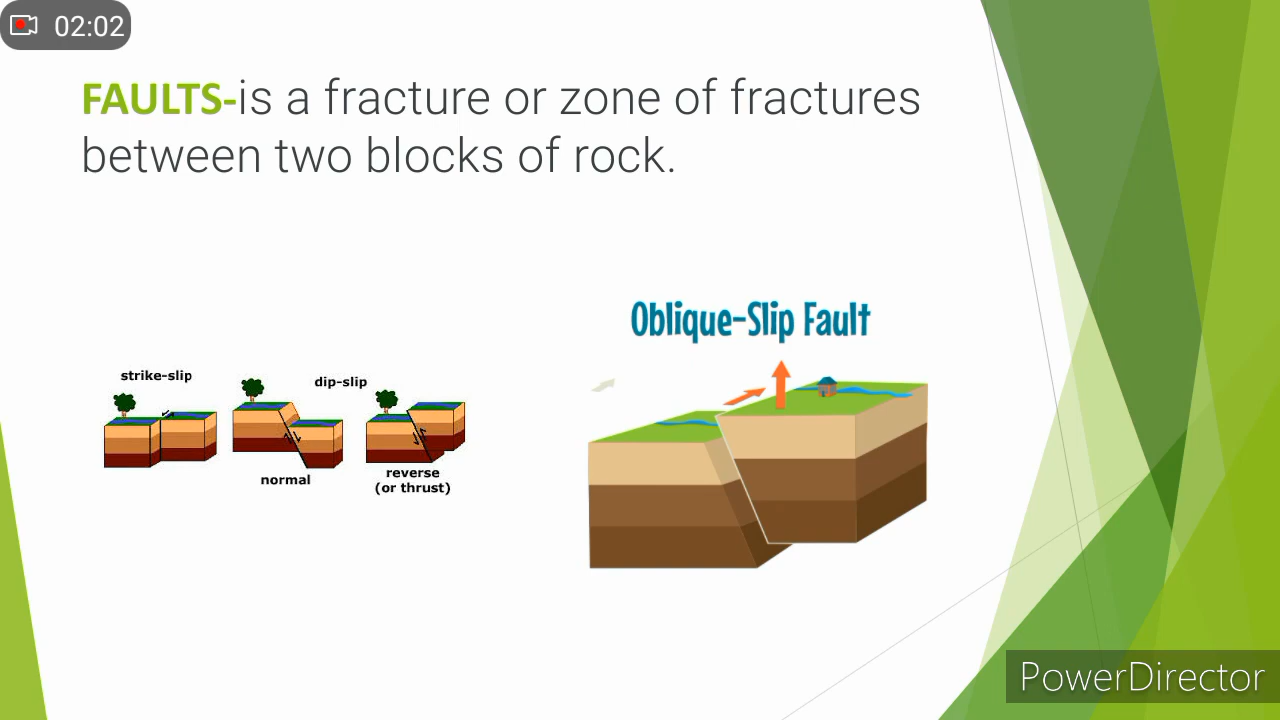 02:02
FAULTS-is a fracture or zone of fractures
between two blocks of rock.
Oblique-Slip Fault
strike-slip
dip-slip
normal
reverse
(or thrust)
PowerDirector